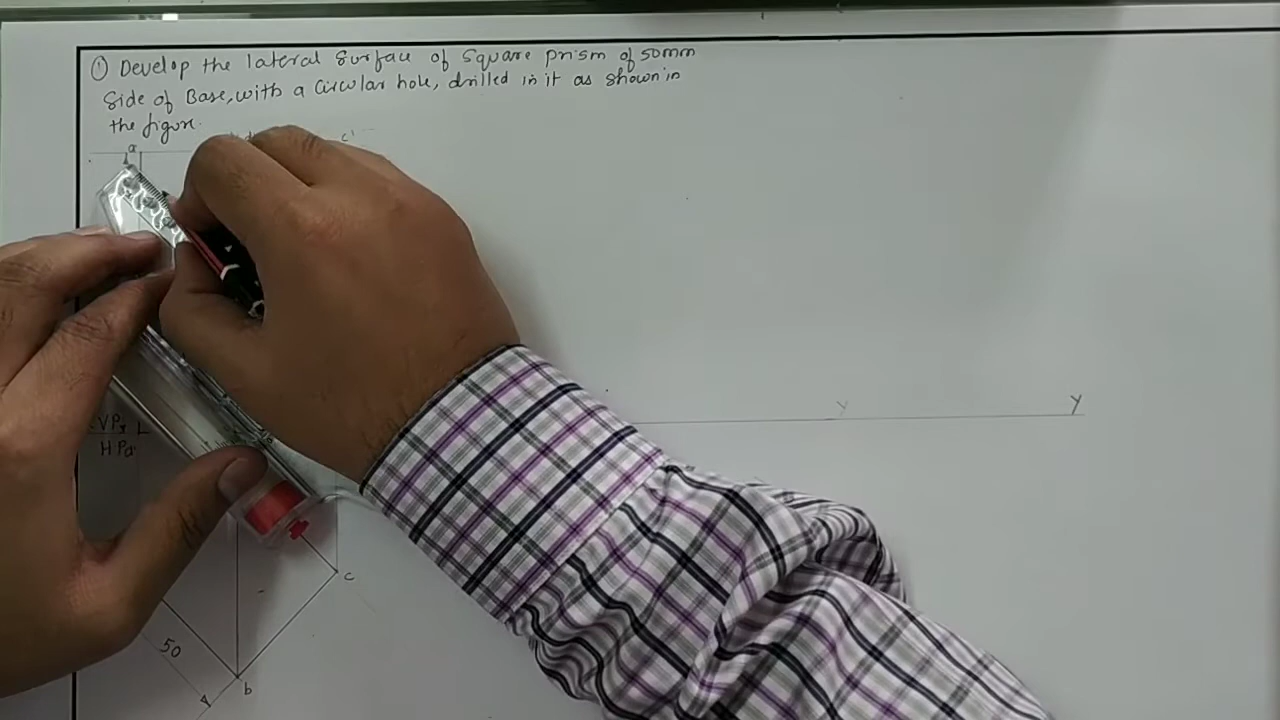 ① Develop the lateral surface of square prism of 50mm
side of Base, with a circular hole, drilled in it as shown in
the figure.
c'
a
Y
Y
VP
HP
c
50
b